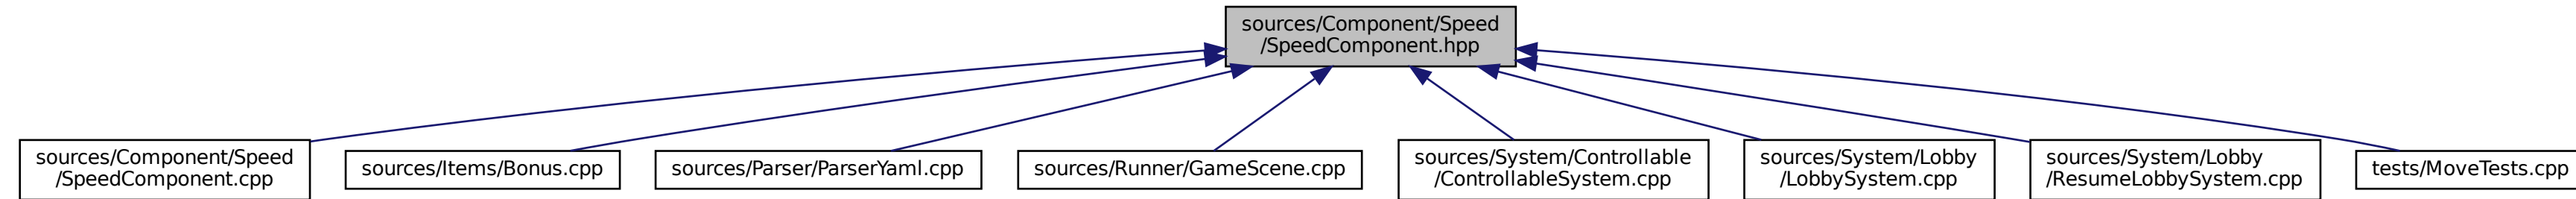 sources/Component/Speed
/SpeedComponent.hpp
sources/Component/Speed
/SpeedComponent.cpp
sources/Items/Bonus.cpp
sources/Parser/ParserYaml.cpp
sources/Runner/GameScene.cpp
sources/System/Controllable
/ControllableSystem.cpp
sources/System/Lobby
/LobbySystem.cpp
sources/System/Lobby
/ResumeLobbySystem.cpp
tests/MoveTests.cpp